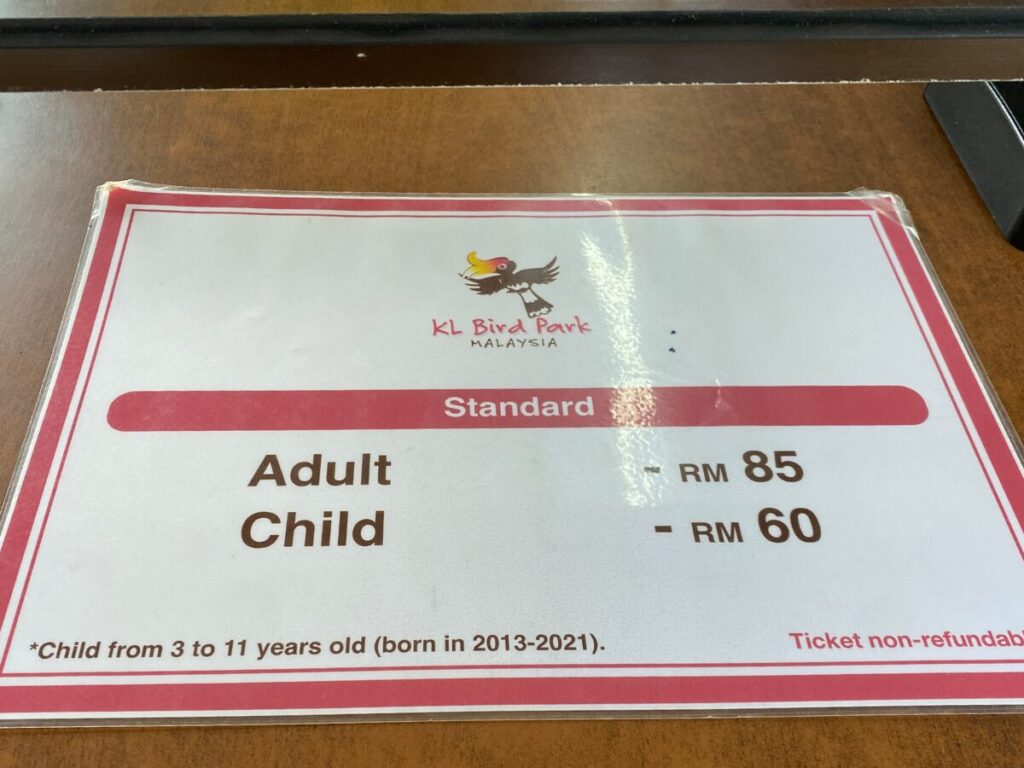 KL Bird Park
MALAYSIA
Standard
Adult - RM 85
Child - RM 60
*Child from 3 to 11 years old (born in 2013-2021).
Ticket non-refundabl